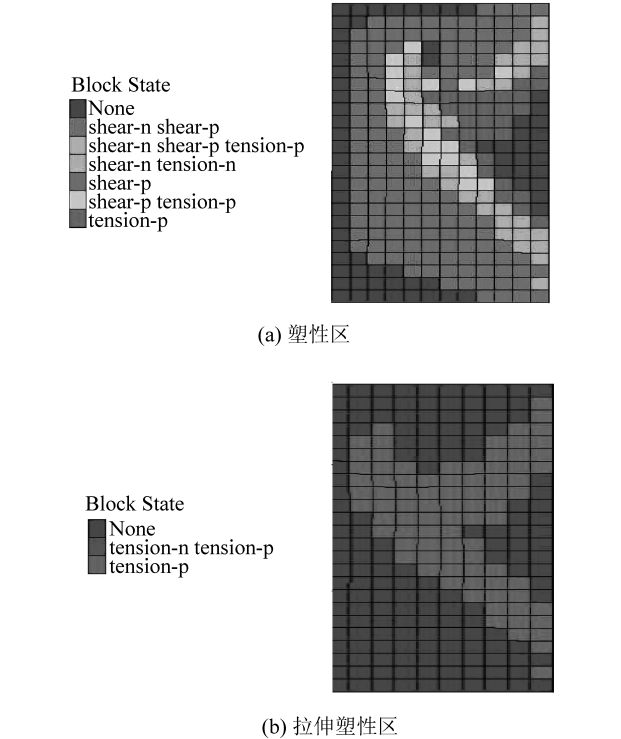 Block State
None
shear-n shear-p
shear-n shear-p tension-p
shear-n tension-n
shear-p
shear-p tension-p
tension-p
(a) 塑性区
Block State
None
tension-n tension-p
tension-p
(b) 拉伸塑性区